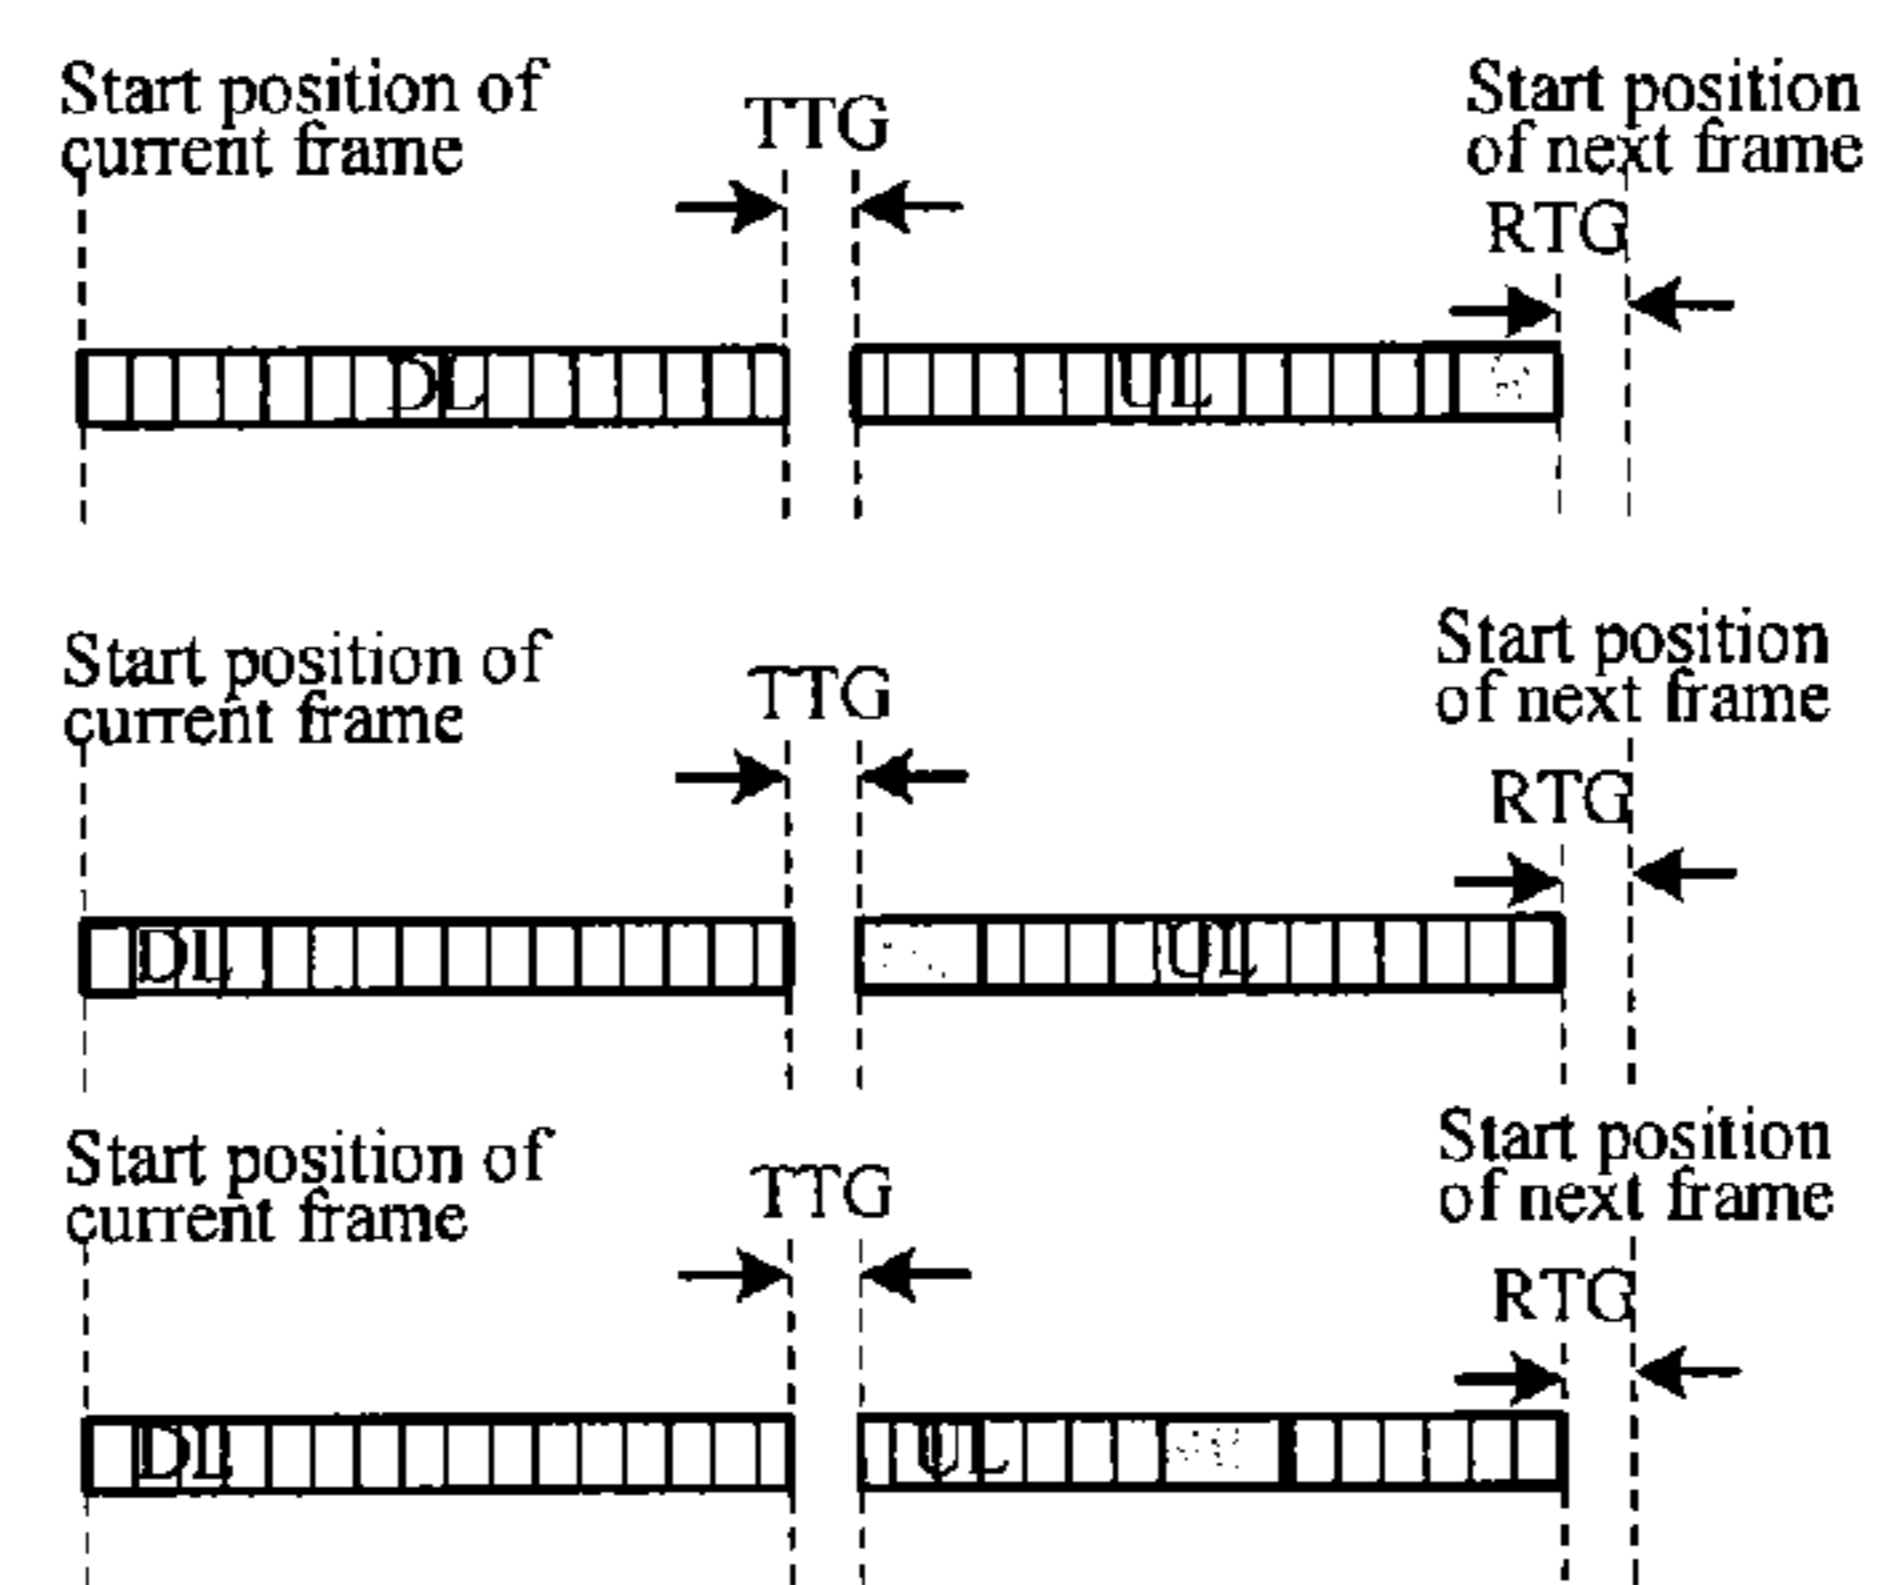 Start position of
current frame
TTG
Start position
of next frame
RTG
DL
UL
Start position of
current frame
TTG
Start position
of next frame
RTG
DL
UL
Start position of
current frame
TTG
Start position
of next frame
RTG
DL
UL